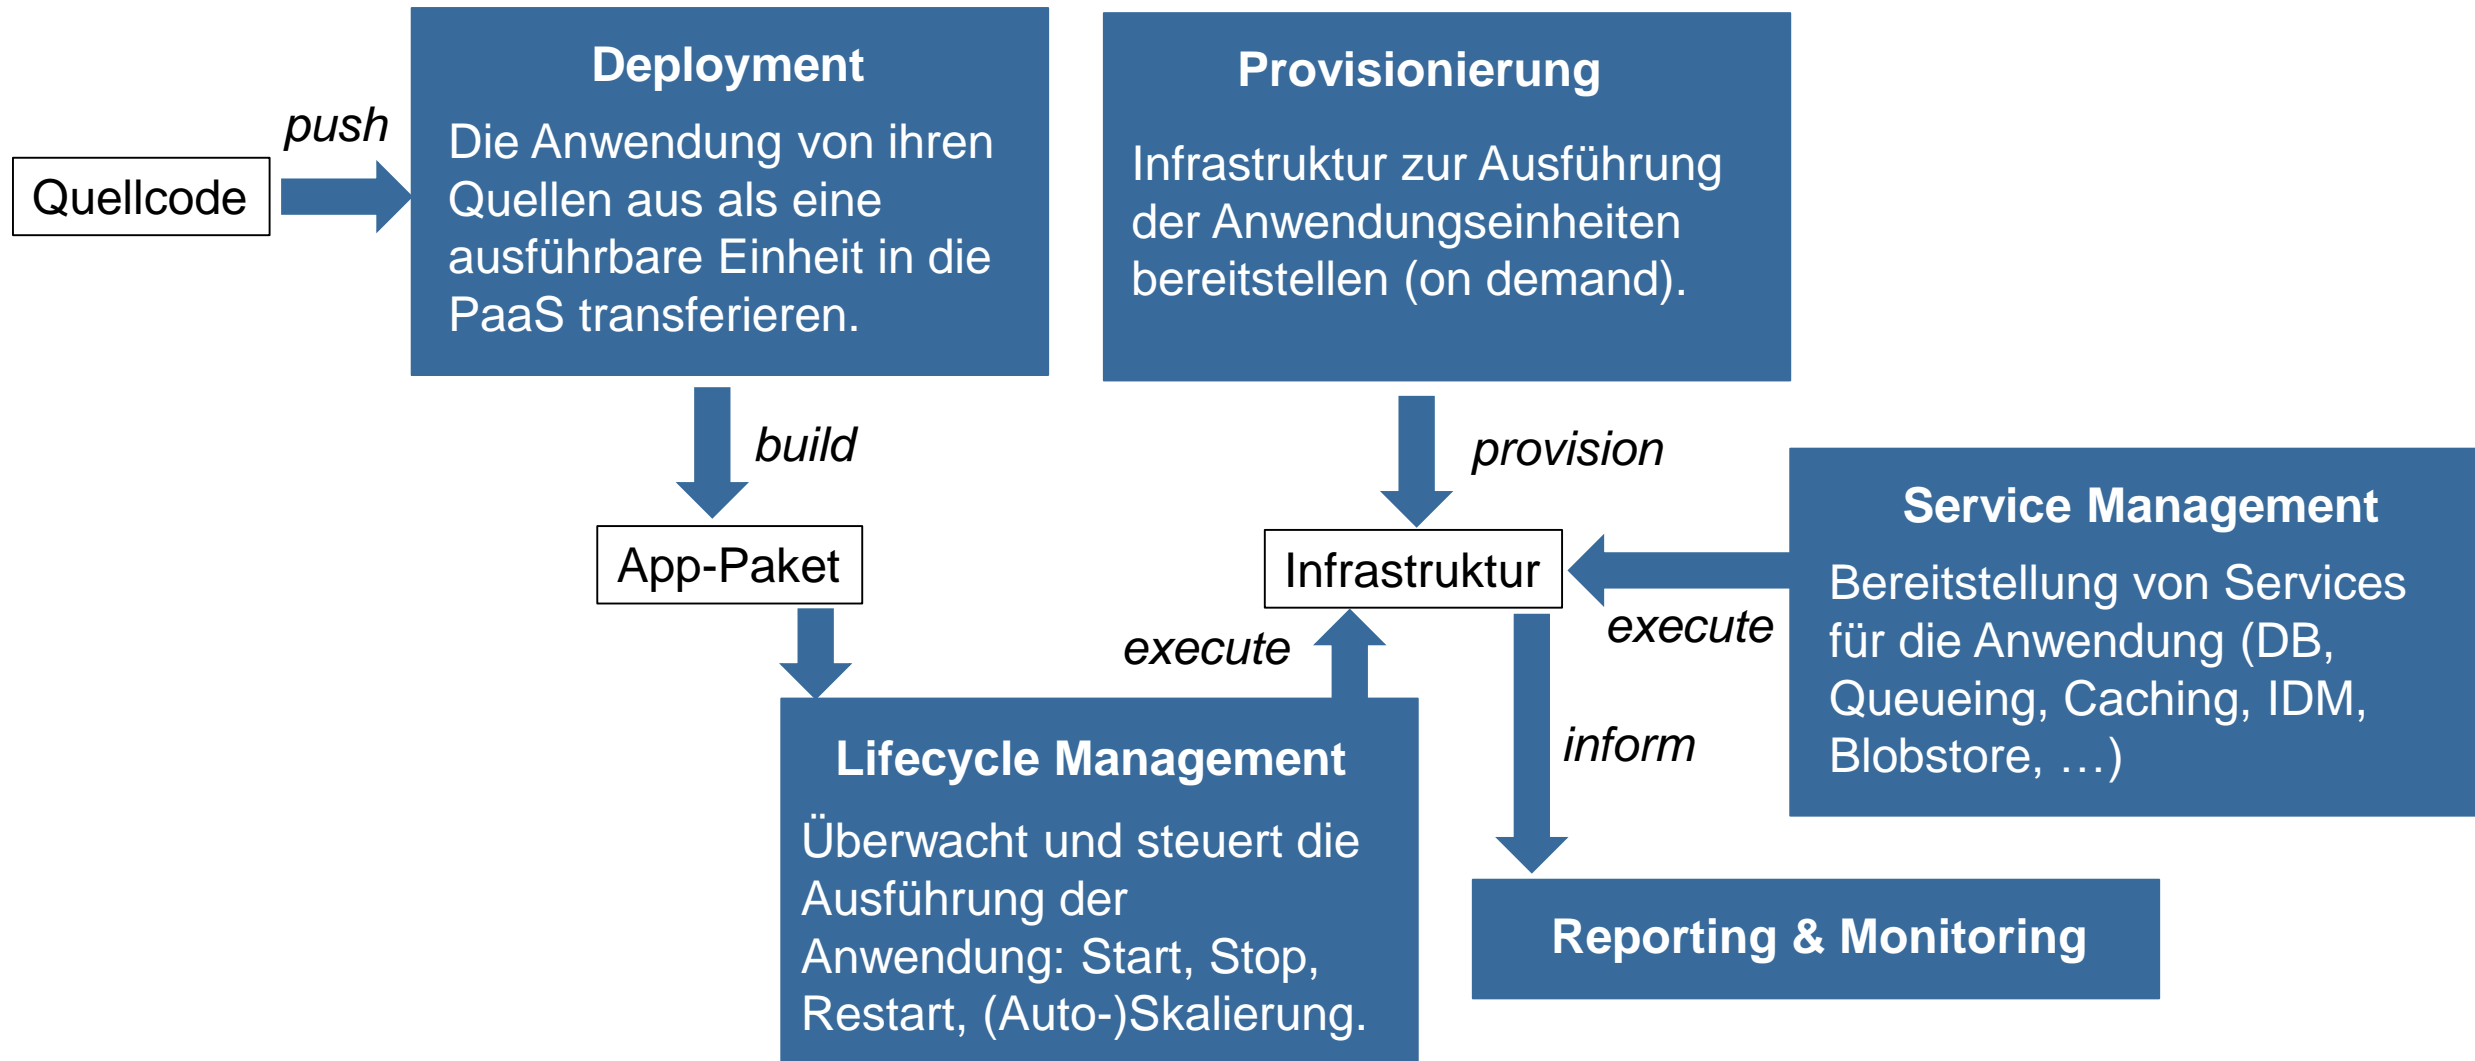 Quellcode
push
Deployment
Die Anwendung von ihren
Quellen aus als eine
ausführbare Einheit in die
PaaS transferieren.
Provisionierung
Infrastruktur zur Ausführung
der Anwendungseinheiten
bereitstellen (on demand).
build
provision
App-Paket
Infrastruktur
execute
execute
Service Management
Bereitstellung von Services
für die Anwendung (DB,
Queueing, Caching, IDM,
Blobstore, …)
Lifecycle Management
Überwacht und steuert die
Ausführung der
Anwendung: Start, Stop,
Restart, (Auto-)Skalierung.
inform
Reporting & Monitoring